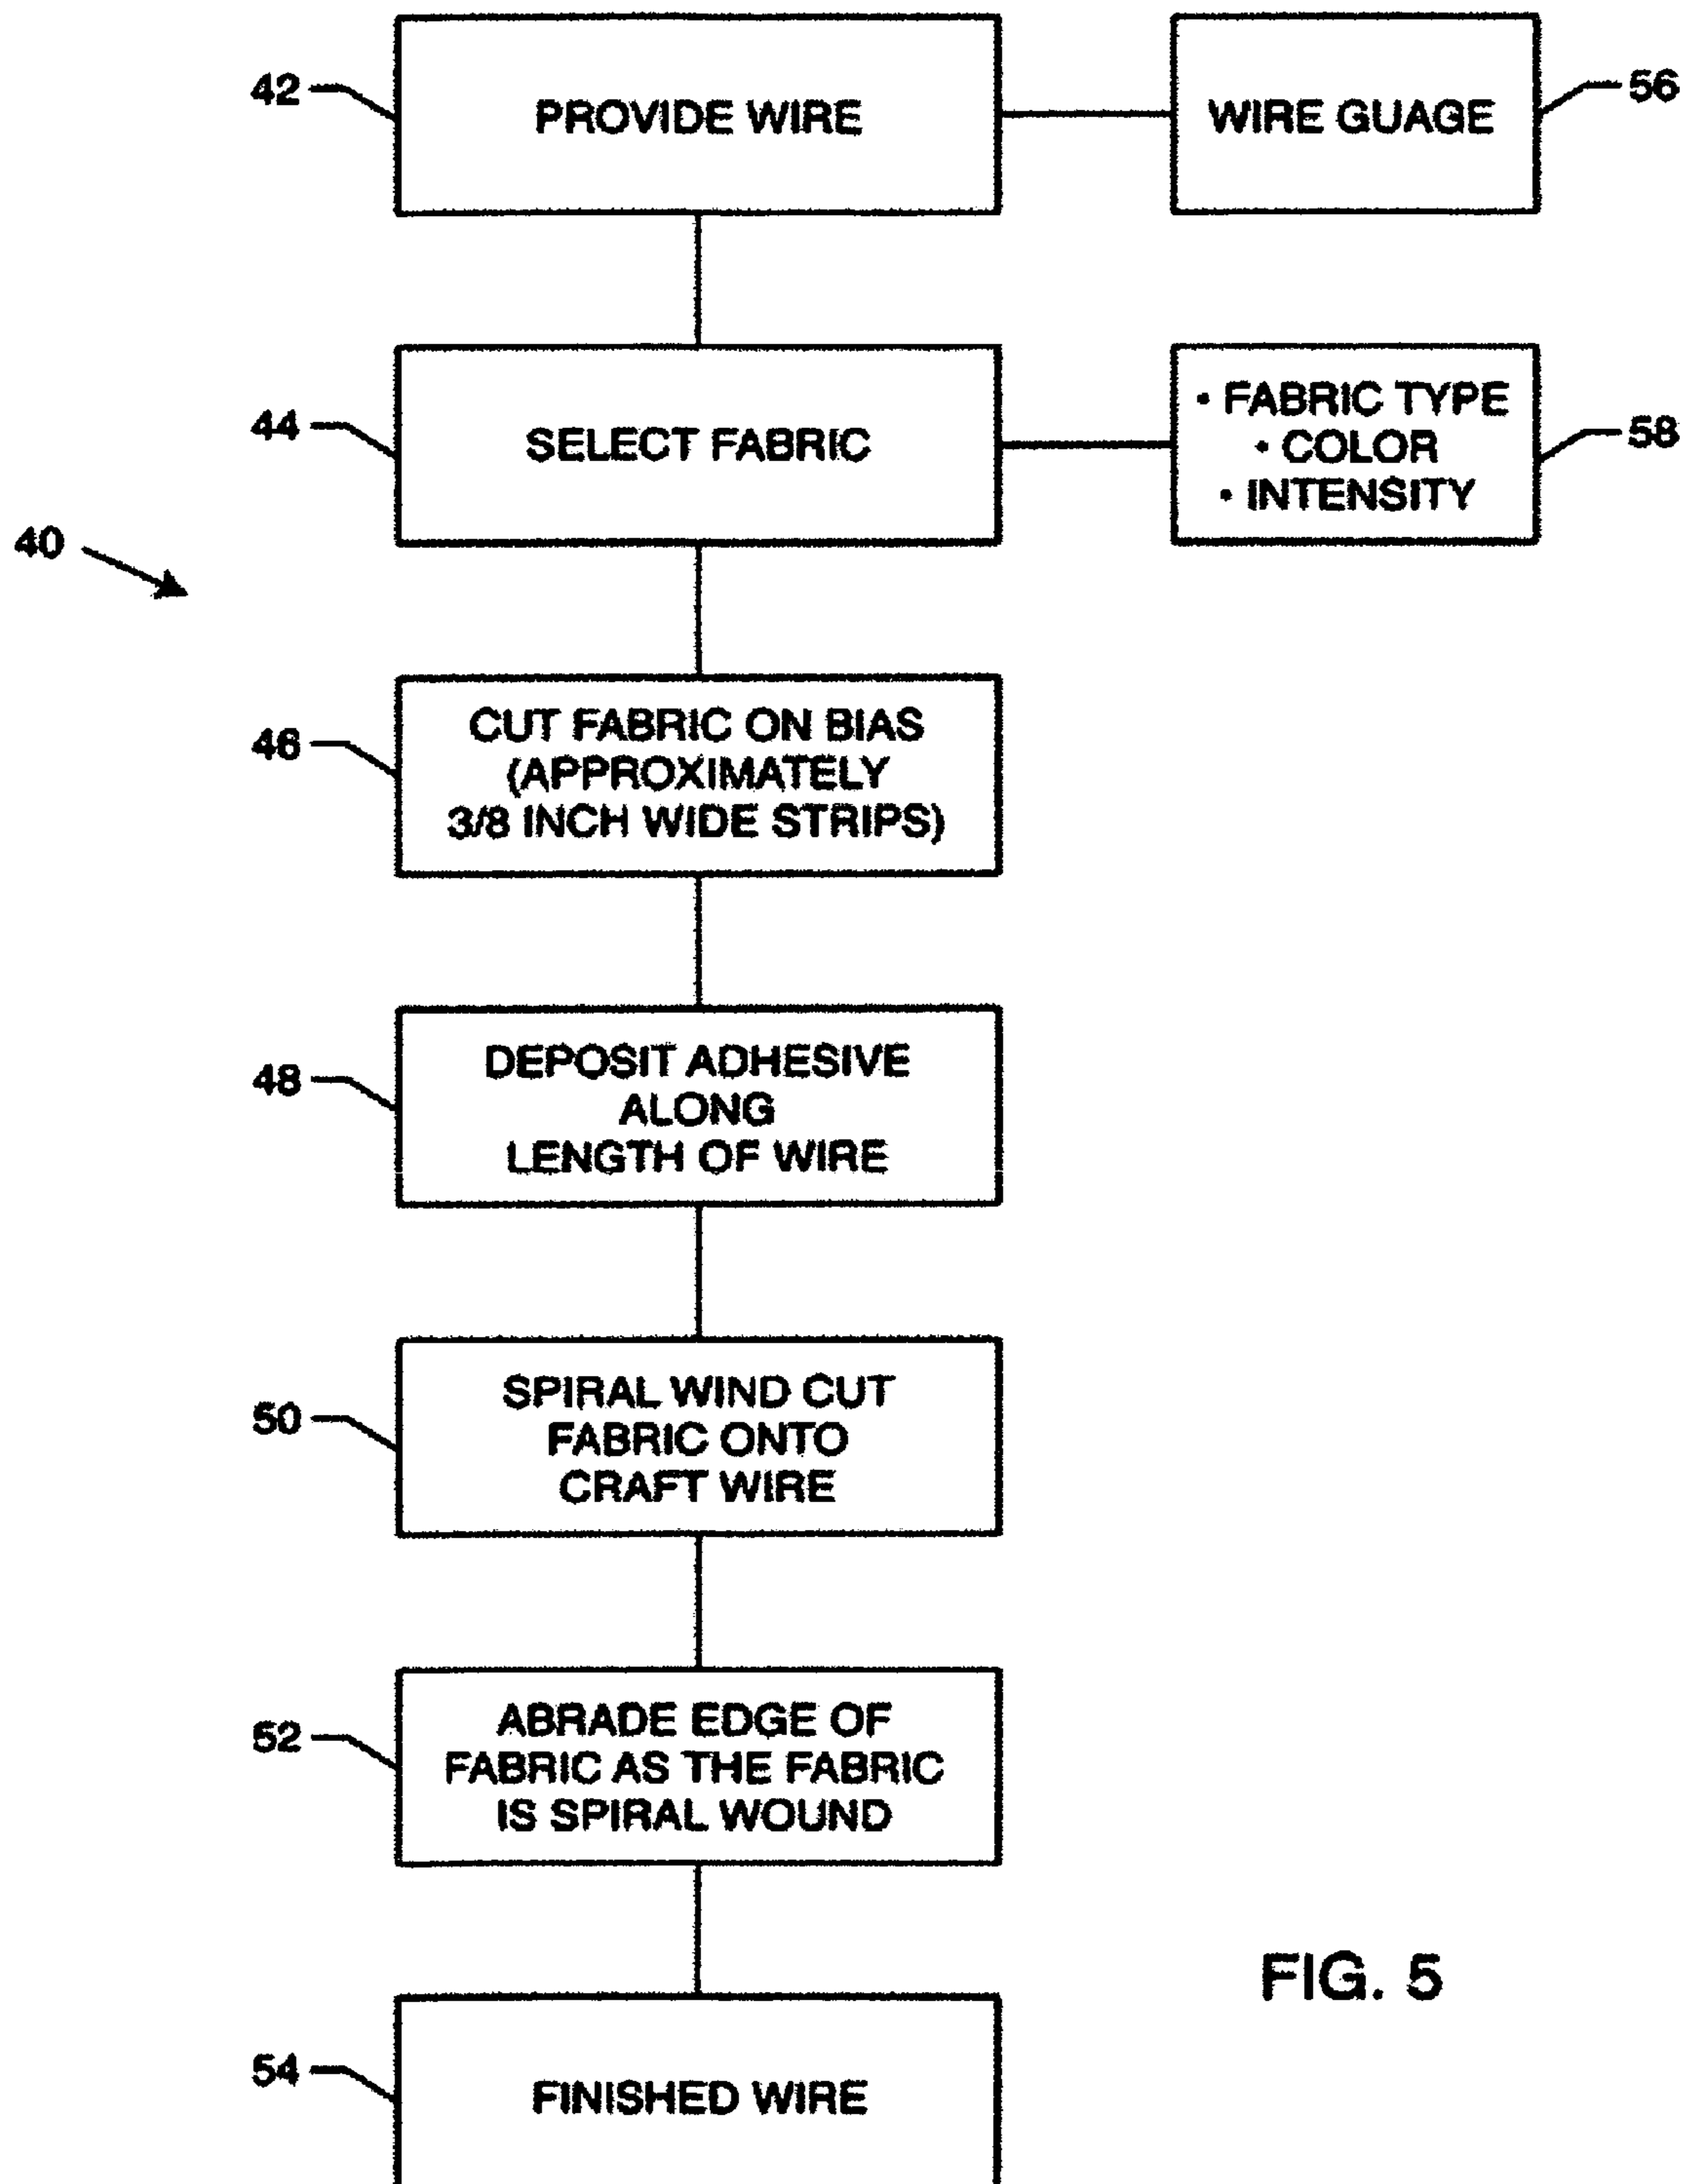 42
PROVIDE WIRE
WIRE GUAGE
56
44
SELECT FABRIC
• FABRIC TYPE
• COLOR
• INTENSITY
58
40
46
CUT FABRIC ON BIAS
(APPROXIMATELY
3/8 INCH WIDE STRIPS)
48
DEPOSIT ADHESIVE
ALONG
LENGTH OF WIRE
50
SPIRAL WIND CUT
FABRIC ONTO
CRAFT WIRE
52
ABRADE EDGE OF
FABRIC AS THE FABRIC
IS SPIRAL WOUND
FIG. 5
54
FINISHED WIRE